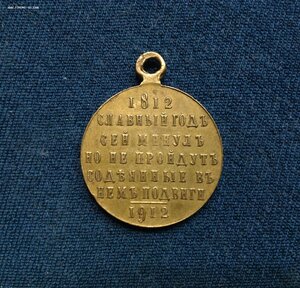 1812
СЛАВНЫЙ ГОДЪ
СЕЙ МИНУЛЪ
НО НЕ ПРОЙДУТЪ
СОДѢЯННЫЕ ВЪ
НЕМЪ ПОДВИГИ
1912